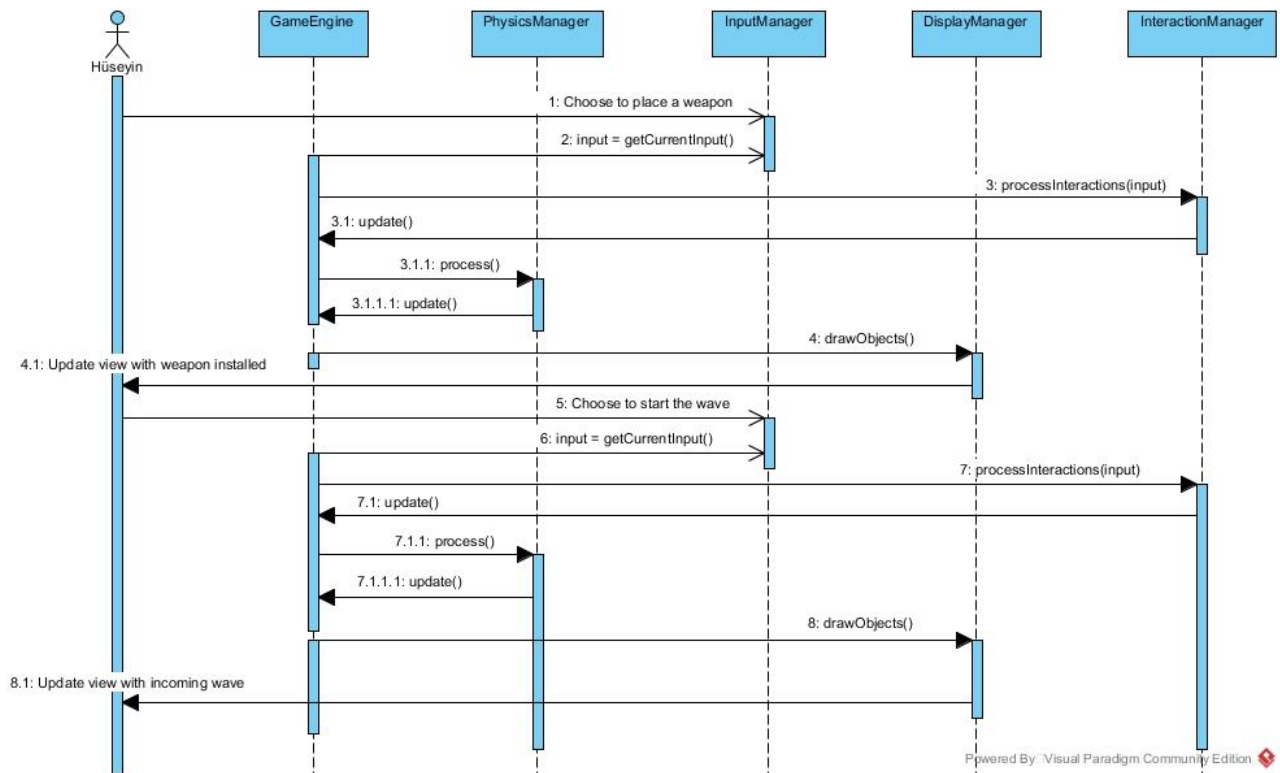 GameEngine
PhysicsManager
InputManager
DisplayManager
InteractionManager
Hüseyin
1: Choose to place a weapon
2: input = getCurrentInput()
3: processInteractions(input)
3.1: update()
3.1.1: process()
3.1.1.1: update()
4: drawObjects()
4.1: Update view with weapon installed
5: Choose to start the wave
6: input = getCurrentInput()
7: processInteractions(input)
7.1: update()
7.1.1: process()
7.1.1.1: update()
8: drawObjects()
8.1: Update view with incoming wave
Powered By Visual Paradigm Community Edition